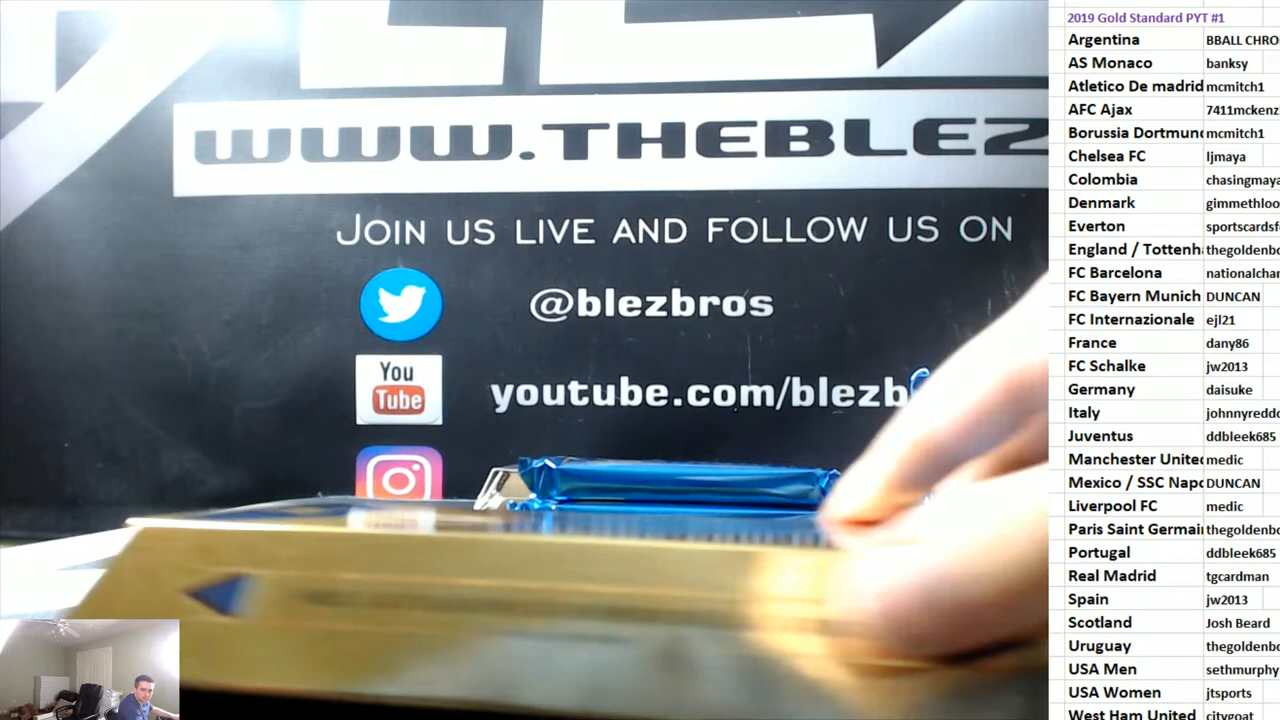 WWW.THEBLEZ
JOIN US LIVE AND FOLLOW US ON
@blezbros
You
Tube
youtube.com/blezb
2019 Gold Standard PYT #1
Argentina BBALL CHRO
AS Monaco banksy
Atletico De madrid mcmitch1
AFC Ajax 7411mckenz
Borussia Dortmund mcmitch1
Chelsea FC ljmaya
Colombia chasingmaya
Denmark gimmethloo
Everton sportscardsf
England / Tottenha thegoldenbo
FC Barcelona nationalchar
FC Bayern Munich DUNCAN
FC Internazionale ejl21
France dany86
FC Schalke jw2013
Germany daisuke
Italy johnnyreddo
Juventus ddbleek685
Manchester United medic
Mexico / SSC Napo DUNCAN
Liverpool FC medic
Paris Saint Germain thegoldenbo
Portugal ddbleek685
Real Madrid tgcardman
Spain jw2013
Scotland Josh Beard
Uruguay thegoldenbo
USA Men sethmurphy
USA Women jtsports
West Ham United citygoat